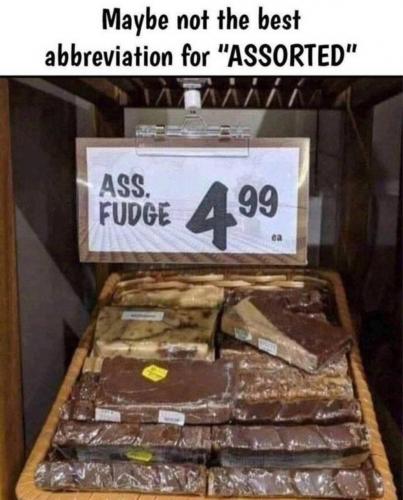 Maybe not the best
abbreviation for "ASSORTED"
ASS.
FUDGE 4 99
ea